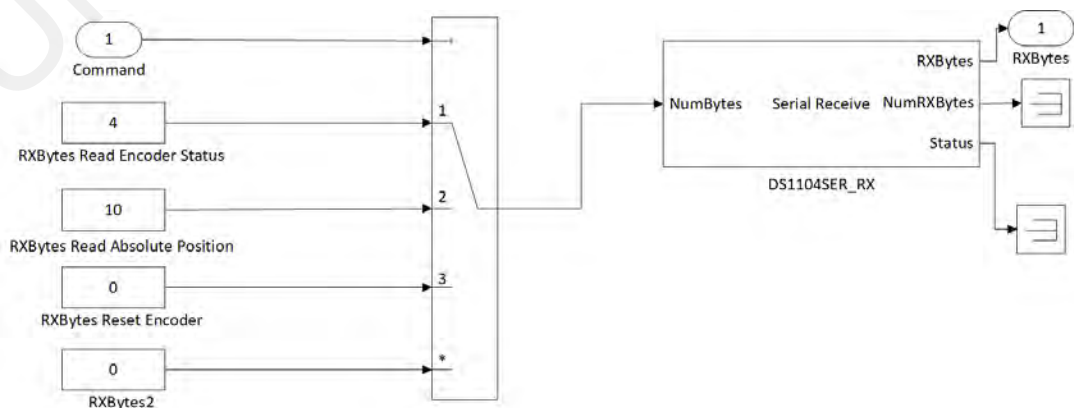 1
Command
4
RXBytes Read Encoder Status
10
RXBytes Read Absolute Position
0
RXBytes Reset Encoder
0
RXBytes2
1
2
3
*
NumBytes Serial Receive
RXBytes
NumRXBytes
Status
DS1104SER_RX
1
RXBytes